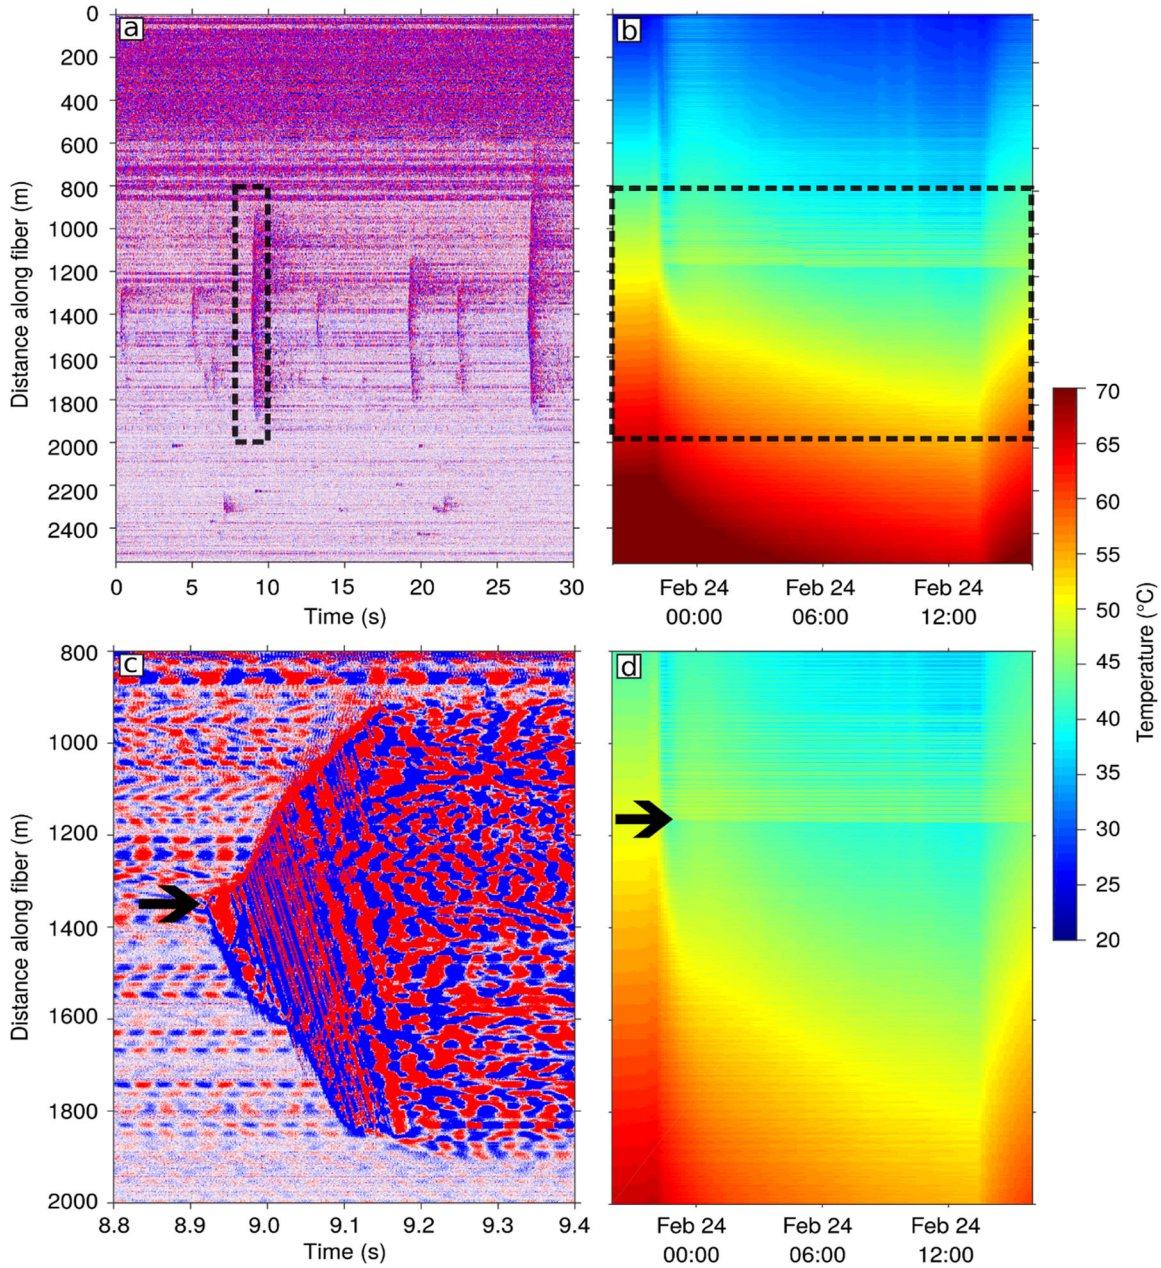 a
0
200
400
600
800
1000
1200
1400
1600
1800
2000
2200
2400
Distance along fiber (m)
0 5 10 15 20 25 30
Time (s)
b
Feb 24 Feb 24 Feb 24
00:00 06:00 12:00
70
65
60
55
50
45
40
35
30
25
20
Temperature (°C)
c
800
1000
1200
1400
1600
1800
2000
Distance along fiber (m)
8.8 8.9 9.0 9.1 9.2 9.3 9.4
Time (s)
d
Feb 24 Feb 24 Feb 24
00:00 06:00 12:00